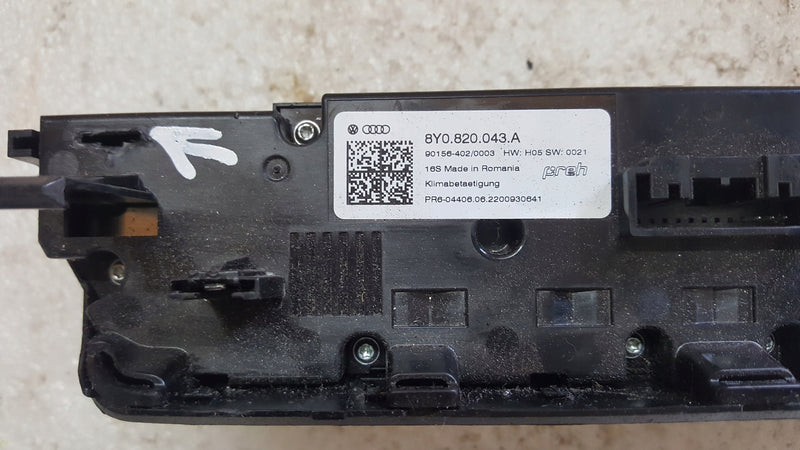 8Y0.820.043.A
90156-402/0003 HW: H05 SW: 0021
16S Made in Romania preh
Klimabetaetigung
PR6-04406.06.2200930641